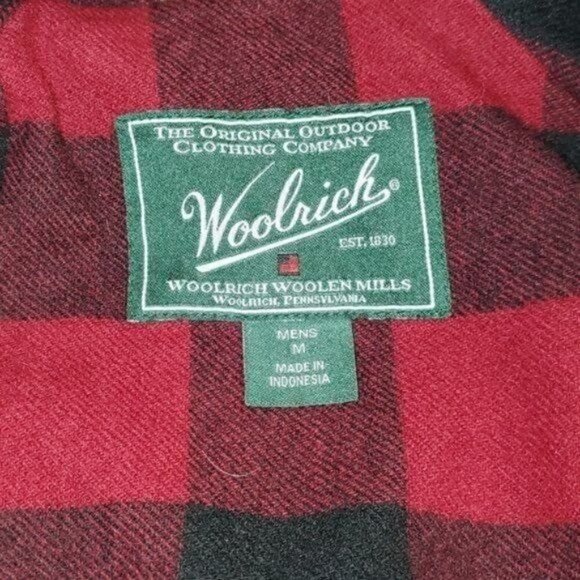 THE ORIGINAL OUTDOOR
CLOTHING COMPANY
Woolrich®
EST. 1830
WOOLRICH WOOLEN MILLS
WOOLRICH, PENNSYLVANIA
MENS
M
MADE IN
INDONESIA